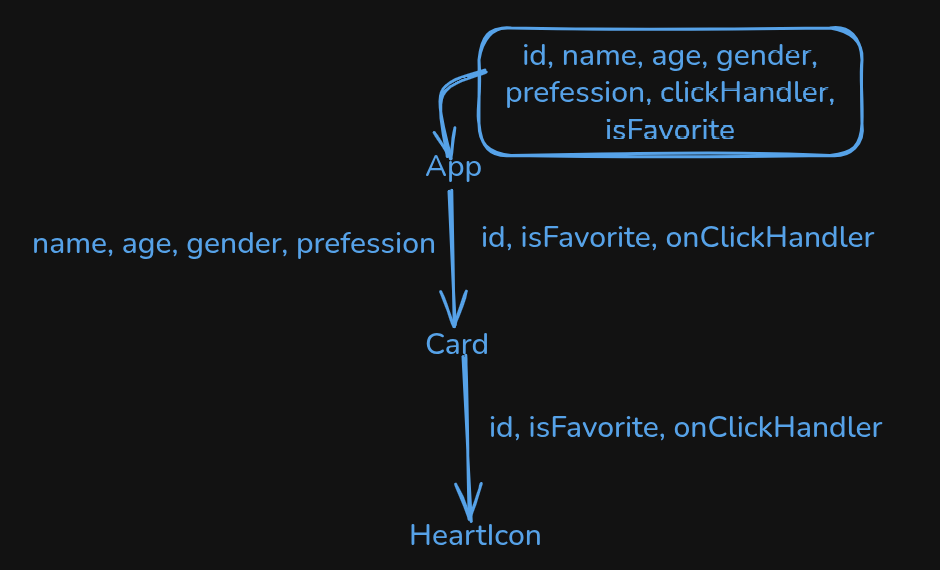 id, name, age, gender,
prefession, clickHandler,
isFavorite
App
name, age, gender, prefession
id, isFavorite, onClickHandler
Card
id, isFavorite, onClickHandler
HeartIcon